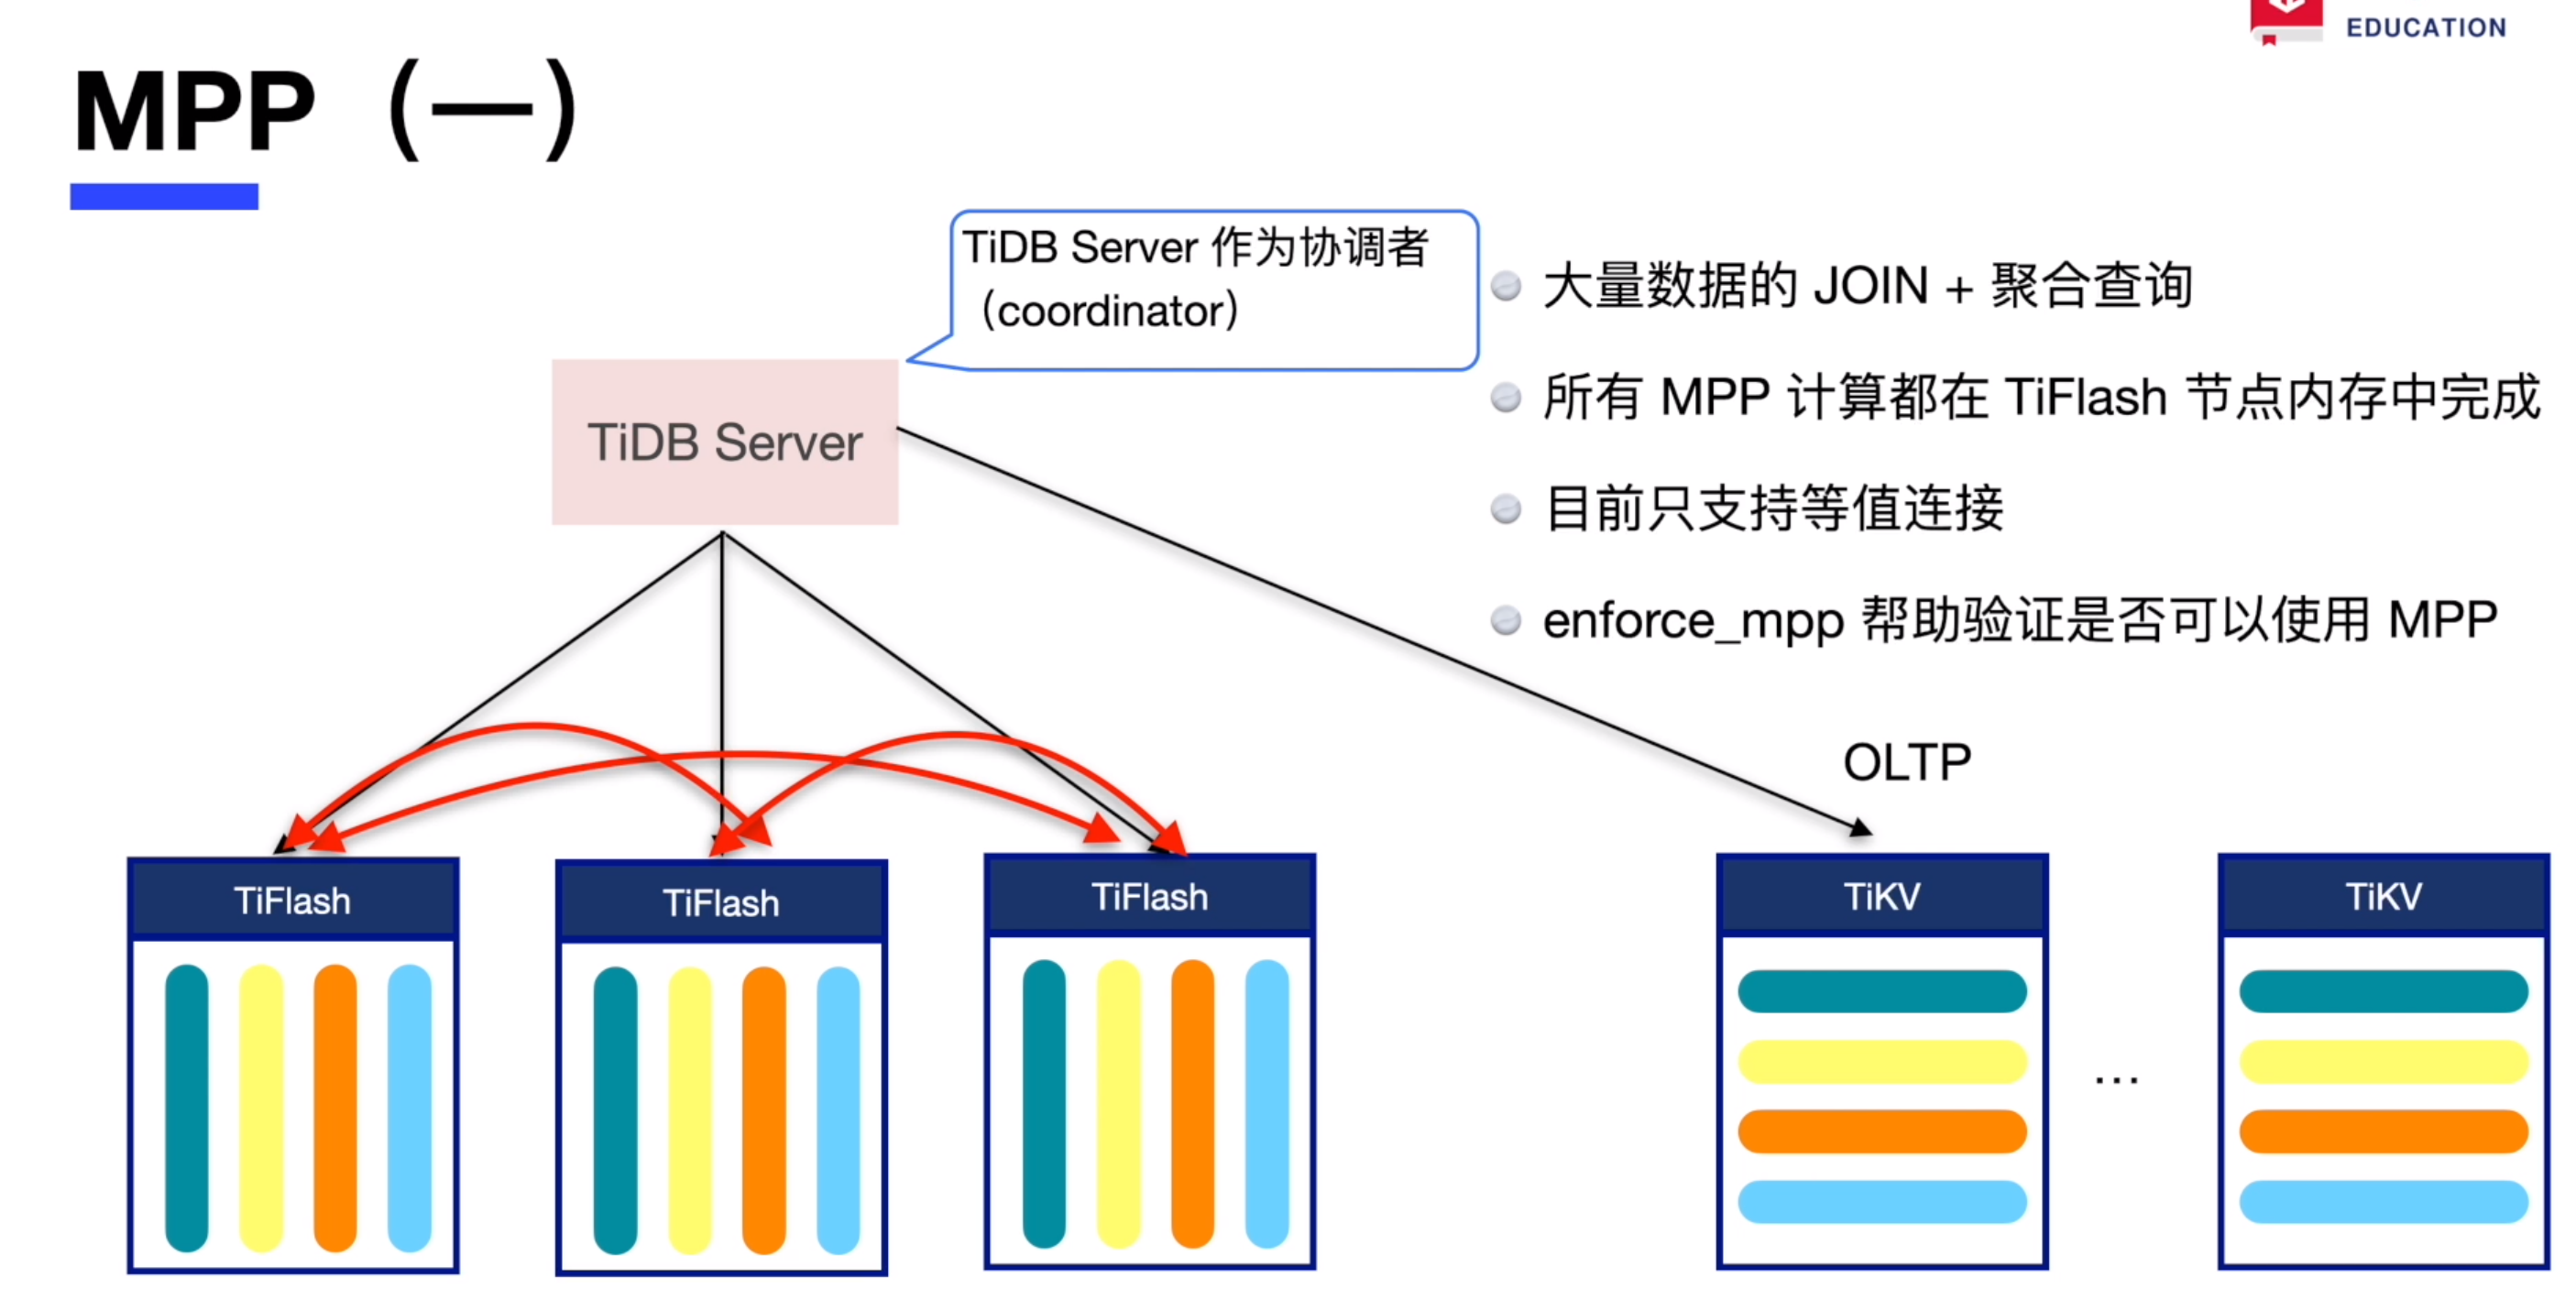 EDUCATION
MPP（一）
TiDB Server 作为协调者
（coordinator）
TiDB Server
大量数据的 JOIN + 聚合查询
所有 MPP 计算都在 TiFlash 节点内存中完成
目前只支持等值连接
enforce_mpp 帮助验证是否可以使用 MPP
OLTP
TiFlash
TiFlash
TiFlash
TiKV
...
TiKV